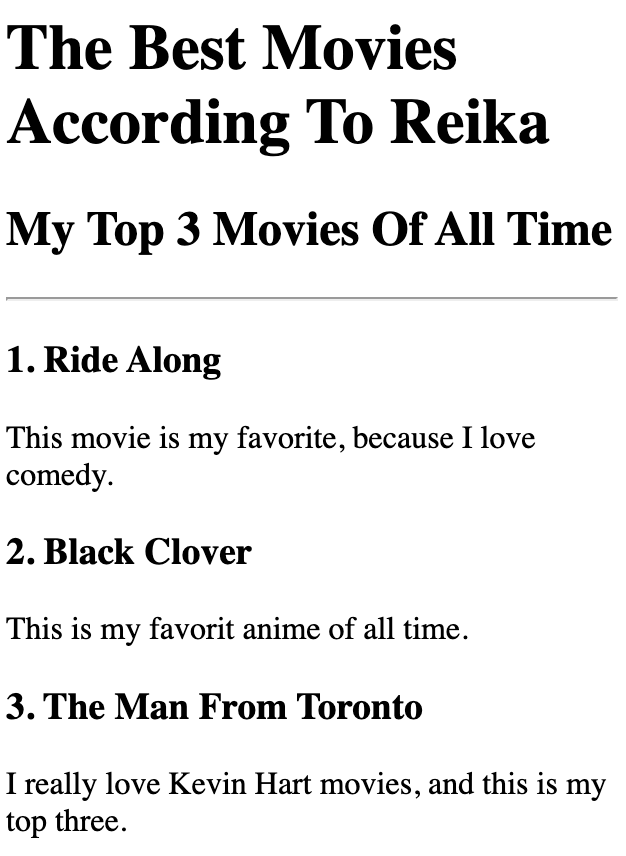 The Best Movies
According To Reika
My Top 3 Movies Of All Time
1. Ride Along
This movie is my favorite, because I love
comedy.
2. Black Clover
This is my favorit anime of all time.
3. The Man From Toronto
I really love Kevin Hart movies, and this is my
top three.